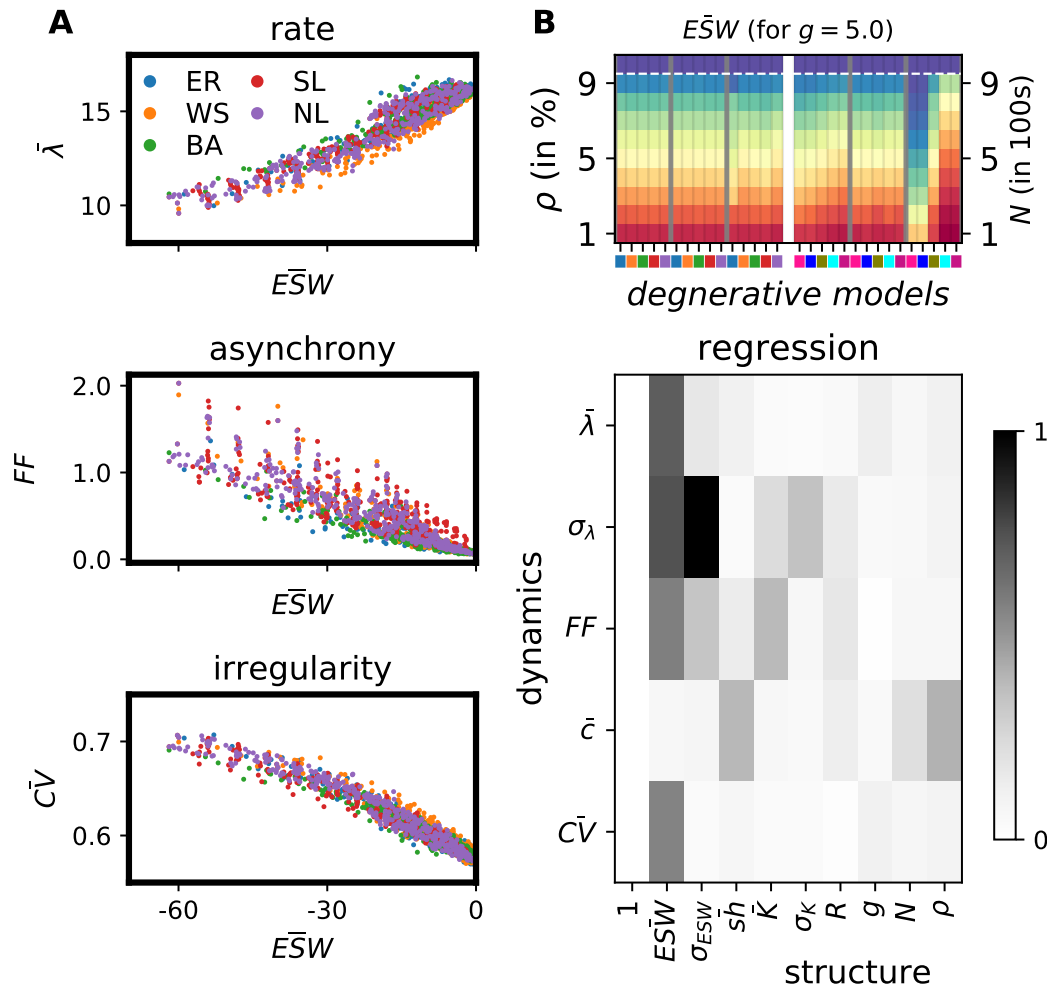 A
rate
ER
SL
WS
NL
BA
15
10
λ̄
ES̄W
asynchrony
2.0
1.0
0.0
FF
ES̄W
irregularity
0.7
0.6
CV̄
-60
-30
0
ES̄W
B
ES̄W (for g = 5.0)
ρ (in %)
9
5
1
9
5
1
N (in 100s)
degnerative models
regression
dynamics
λ̄
σλ
FF
c̄
CV̄
1
ES̄W
σESW
s̄h
K̄
σK
R
g
N
ρ
structure
1
0